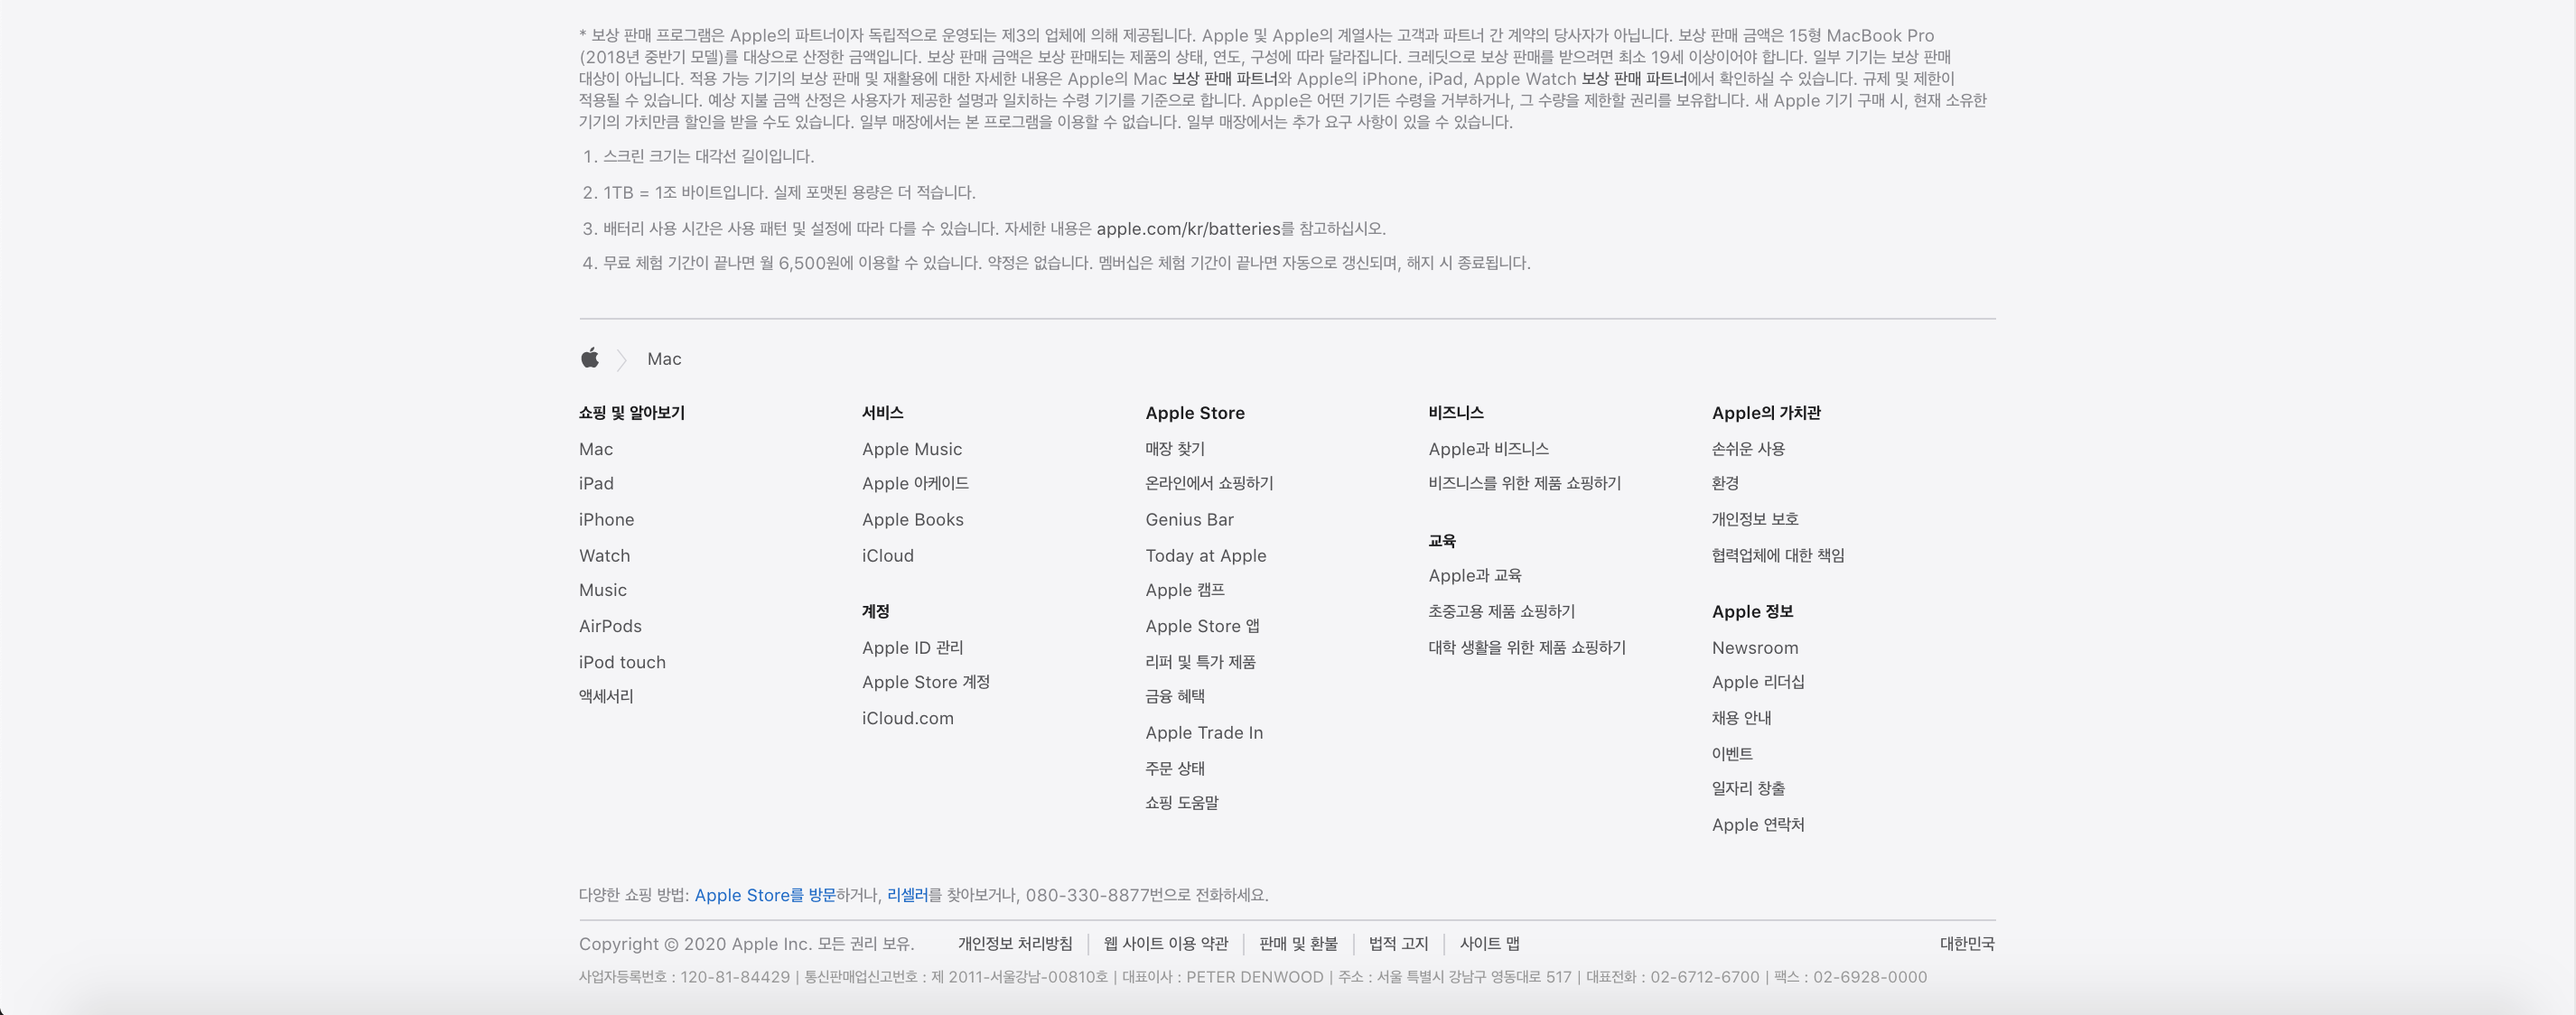 * 보상 판매 프로그램은 Apple의 파트너이자 독립적으로 운영되는 제3의 업체에 의해 제공됩니다. Apple 및 Apple의 계열사는 고객과 파트너 간 계약의 당사자가 아닙니다. 보상 판매 금액은 15형 MacBook Pro
(2018년 중반기 모델)를 대상으로 산정한 금액입니다. 보상 판매 금액은 보상 판매되는 제품의 상태, 연도, 구성에 따라 달라집니다. 크레딧으로 보상 판매를 받으려면 최소 19세 이상이어야 합니다. 일부 기기는 보상 판매
대상이 아닙니다. 적용 가능 기기의 보상 판매 및 재활용에 대한 자세한 내용은 Apple의 Mac 보상 판매 파트너와 Apple의 iPhone, iPad, Apple Watch 보상 판매 파트너에서 확인하실 수 있습니다. 규제 및 제한이
적용될 수 있습니다. 예상 지불 금액 산정은 사용자가 제공한 설명과 일치하는 수령 기기를 기준으로 합니다. Apple은 어떤 기기든 수령을 거부하거나, 그 수량을 제한할 권리를 보유합니다. 새 Apple 기기 구매 시, 현재 소유한
기기의 가치만큼 할인을 받을 수도 있습니다. 일부 매장에서는 본 프로그램을 이용할 수 없습니다. 일부 매장에서는 추가 요구 사항이 있을 수 있습니다.
1. 스크린 크기는 대각선 길이입니다.
2. 1TB = 1조 바이트입니다. 실제 포맷된 용량은 더 적습니다.
3. 배터리 사용 시간은 사용 패턴 및 설정에 따라 다를 수 있습니다. 자세한 내용은 apple.com/kr/batteries를 참고하십시오.
4. 무료 체험 기간이 끝나면 월 6,500원에 이용할 수 있습니다. 약정은 없습니다. 멤버십은 체험 기간이 끝나면 자동으로 갱신되며, 해지 시 종료됩니다.
Mac
쇼핑 및 알아보기
Mac
iPad
iPhone
Watch
Music
AirPods
iPod touch
액세서리
서비스
Apple Music
Apple 아케이드
Apple Books
iCloud
계정
Apple ID 관리
Apple Store 계정
iCloud.com
Apple Store
매장 찾기
온라인에서 쇼핑하기
Genius Bar
Today at Apple
Apple 캠프
Apple Store 앱
리퍼 및 특가 제품
금융 혜택
Apple Trade In
주문 상태
쇼핑 도움말
비즈니스
Apple과 비즈니스
비즈니스를 위한 제품 쇼핑하기
교육
Apple과 교육
초중고용 제품 쇼핑하기
대학 생활을 위한 제품 쇼핑하기
Apple의 가치관
손쉬운 사용
환경
개인정보 보호
협력업체에 대한 책임
Apple 정보
Newsroom
Apple 리더십
채용 안내
이벤트
일자리 창출
Apple 연락처
다양한 쇼핑 방법: Apple Store를 방문하거나, 리셀러를 찾아보거나, 080-330-8877번으로 전화하세요.
Copyright © 2020 Apple Inc. 모든 권리 보유. 개인정보 처리방침 | 웹 사이트 이용 약관 | 판매 및 환불 | 법적 고지 | 사이트 맵 대한민국
사업자등록번호 : 120-81-84429 | 통신판매업신고번호 : 제 2011-서울강남-00810호 | 대표이사 : PETER DENWOOD | 주소 : 서울 특별시 강남구 영동대로 517 | 대표전화 : 02-6712-6700 | 팩스 : 02-6928-0000